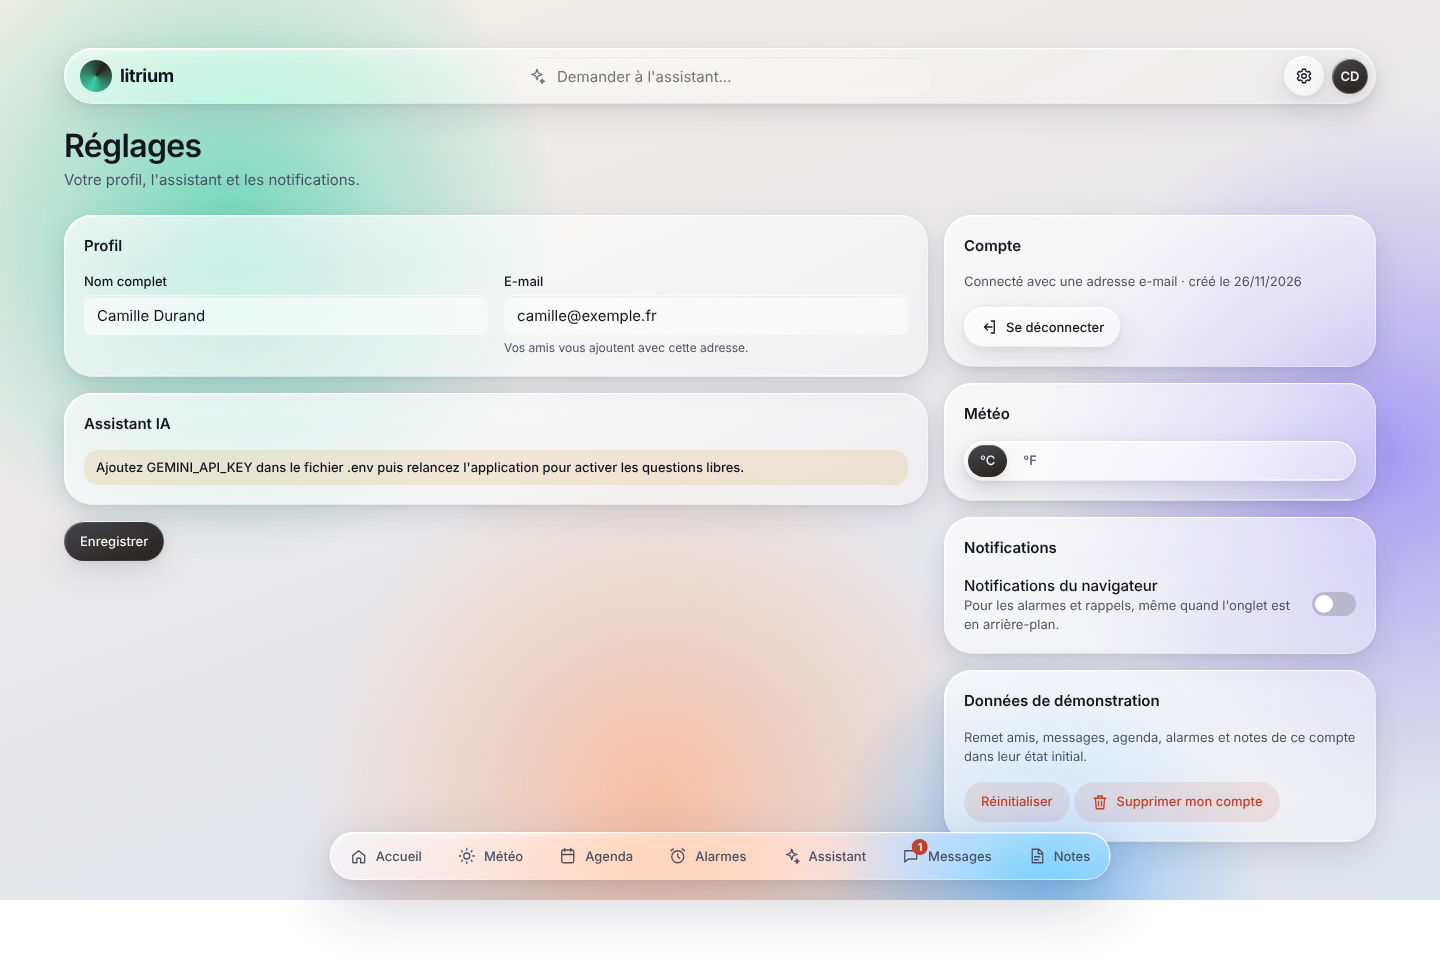 litrium
Demander à l'assistant...
CD
Réglages
Votre profil, l'assistant et les notifications.
Profil
Nom complet
E-mail
Camille Durand
camille@exemple.fr
Vos amis vous ajoutent avec cette adresse.
Assistant IA
Ajoutez GEMINI_API_KEY dans le fichier .env puis relancez l'application pour activer les questions libres.
Enregistrer
Compte
Connecté avec une adresse e-mail · créé le 26/11/2026
Se déconnecter
Météo
°C
°F
Notifications
Notifications du navigateur
Pour les alarmes et rappels, même quand l'onglet est
en arrière-plan.
Données de démonstration
Remet amis, messages, agenda, alarmes et notes de ce compte
dans leur état initial.
Réinitialiser
Supprimer mon compte
Accueil
Météo
Agenda
Alarmes
Assistant
1
Messages
Notes